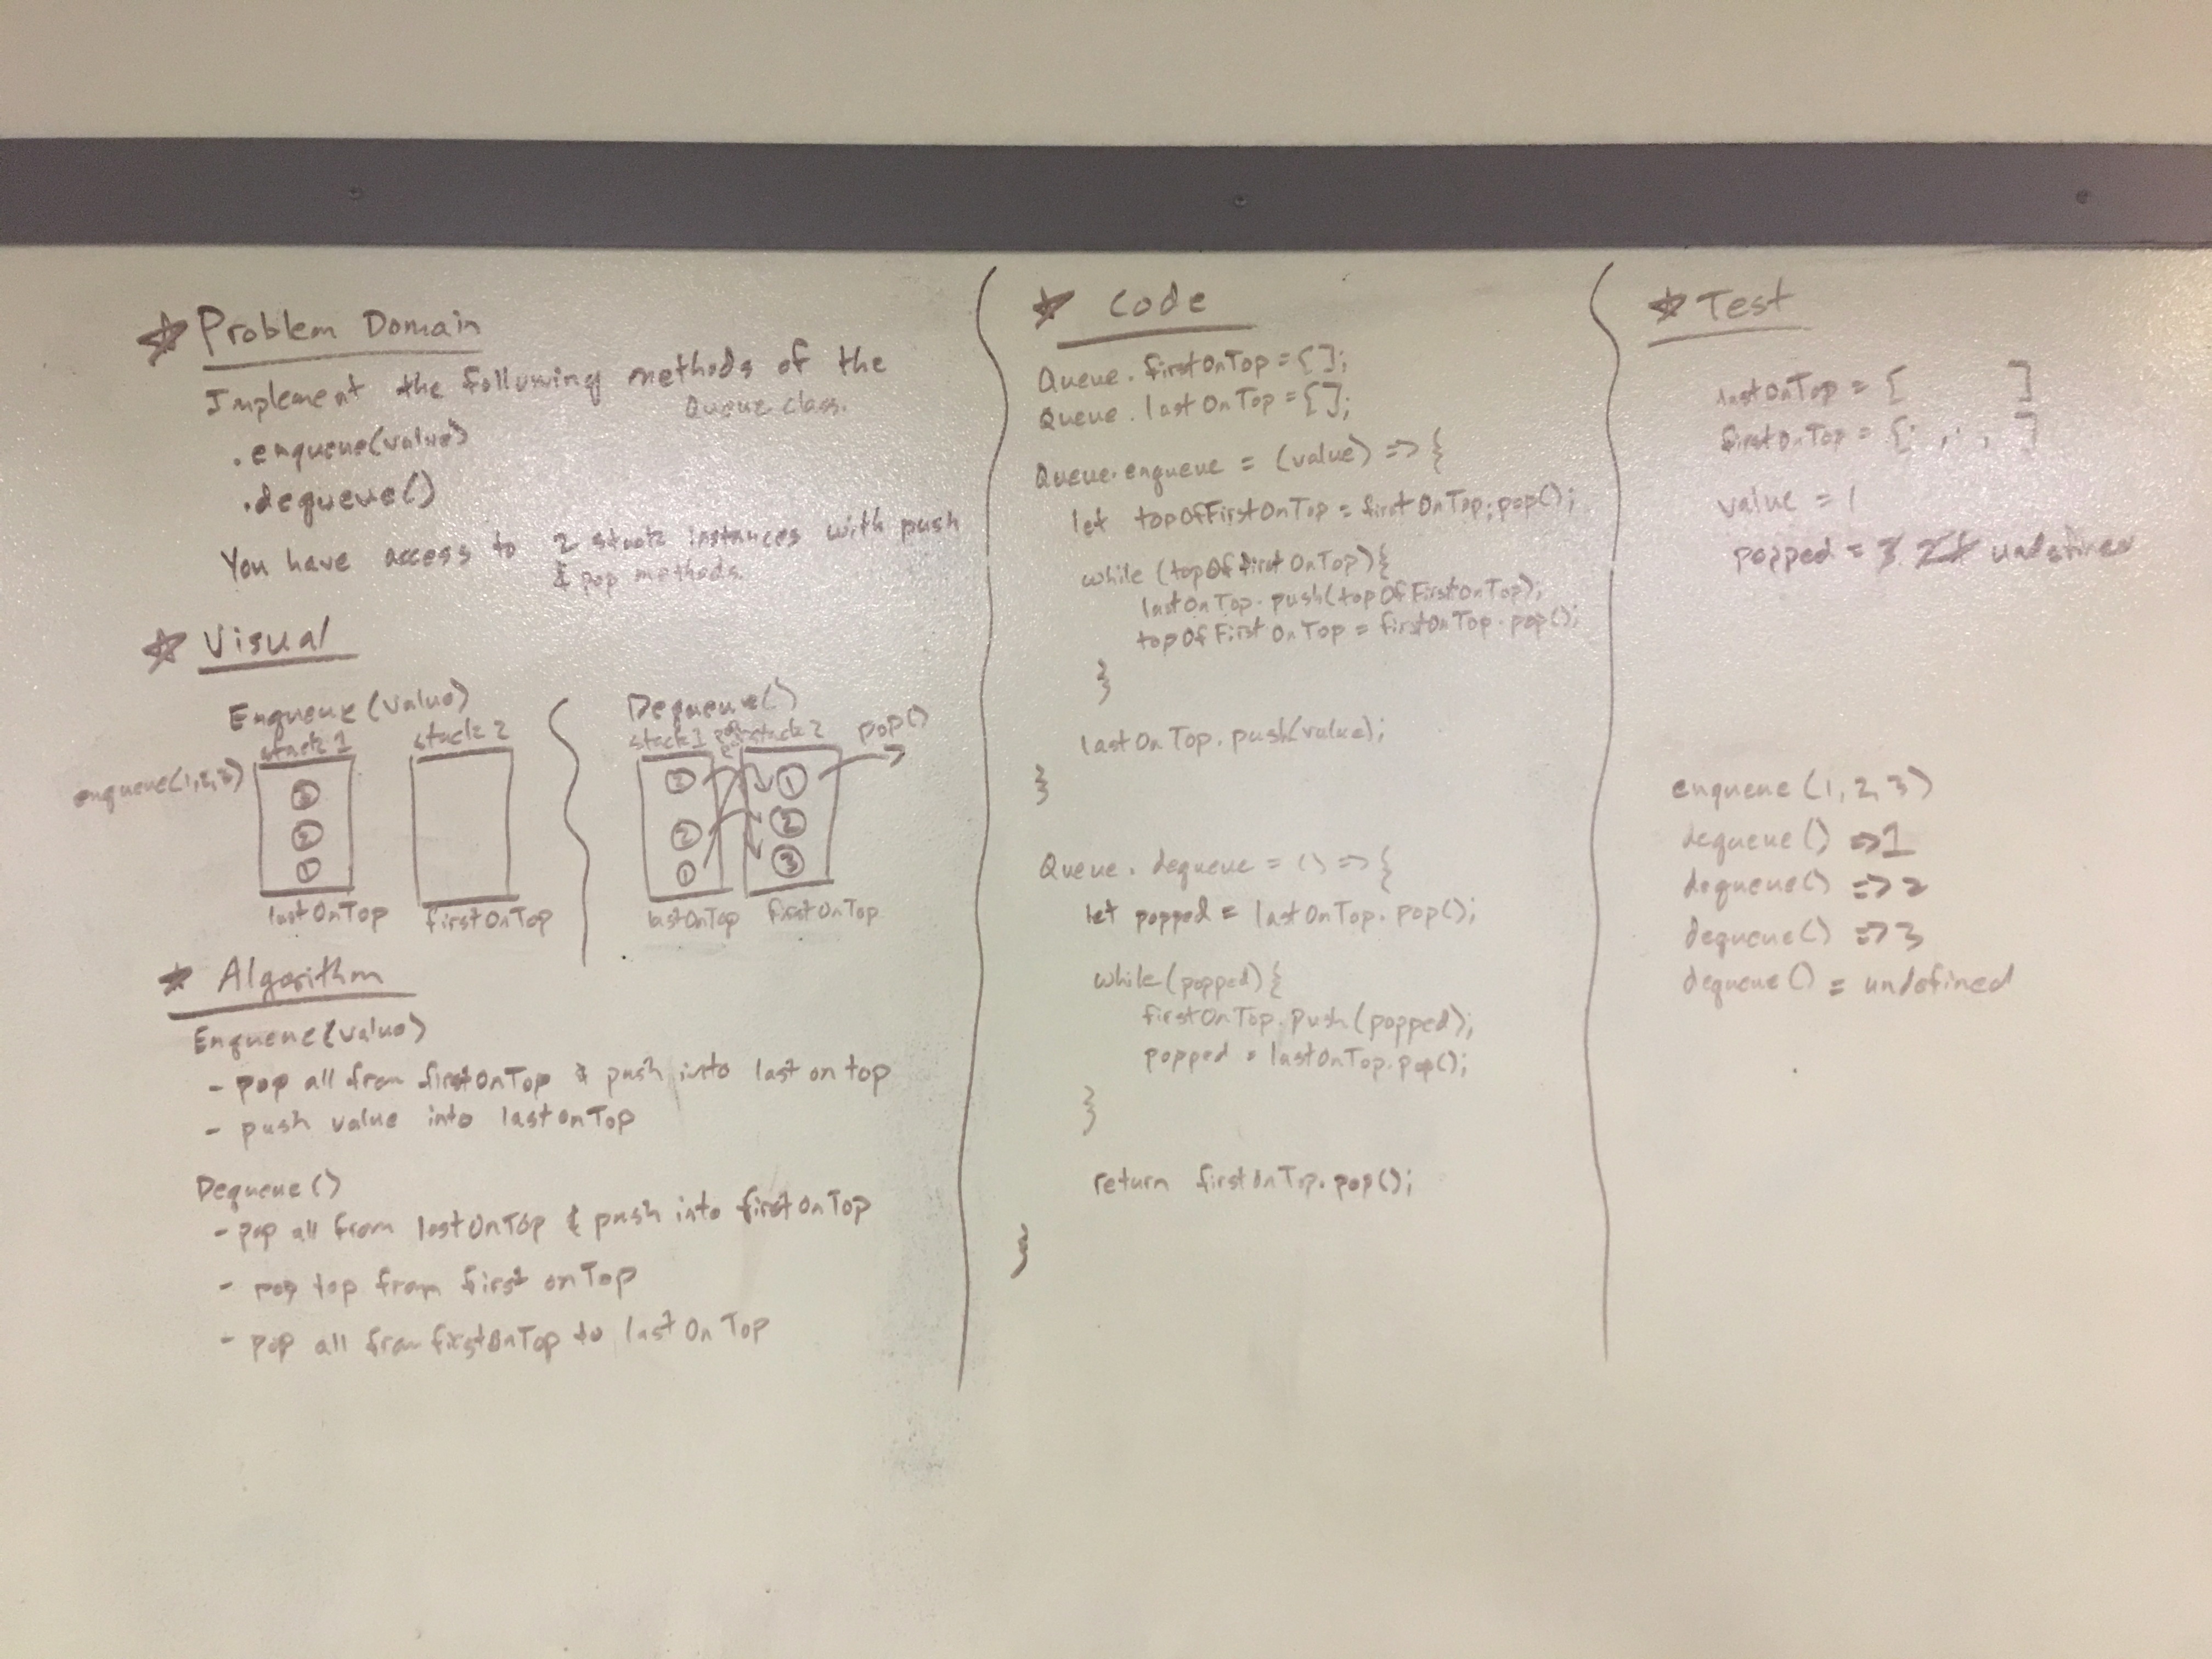 ☆ Problem Domain
Implement the following methods of the
Queue class.
.enqueue(value)
.dequeue()
You have access to 2 stack instances with push
& pop methods.
☆ Visual
Enqueue(value)
stack 1 stack 2
enqueue(1,2,3)
3
2
1
lastOnTop firstOnTop
Dequeue()
stack 1 stack 2 pop()
3 1
2 2
1 3
lastOnTop firstOnTop
☆ Algorithm
Enqueue(value)
- pop all from firstOnTop & push into last on top
- push value into lastOnTop
Dequeue()
- pop all from lastOnTop & push into firstOnTop
- pop top from first onTop
- pop all from firstOnTop to lastOnTop
☆ Code
Queue.firstOnTop = [];
Queue.lastOnTop = [];
Queue.enqueue = (value) => {
let topOfFirstOnTop = firstOnTop.pop();
while (topOfFirstOnTop){
lastOnTop.push(topOfFirstOnTop);
topOfFirstOnTop = firstOnTop.pop();
}
lastOnTop.push(value);
}
Queue.dequeue = () => {
let popped = lastOnTop.pop();
while(popped){
firstOnTop.push(popped);
popped = lastOnTop.pop();
}
return firstOnTop.pop();
}
☆ Test
lastOnTop = [ ]
firstOnTop = [ , , ]
value = 1
popped = 3 2 1 undefined
enqueue (1, 2, 3)
dequeue() => 1
dequeue() => 2
dequeue() => 3
dequeue() = undefined